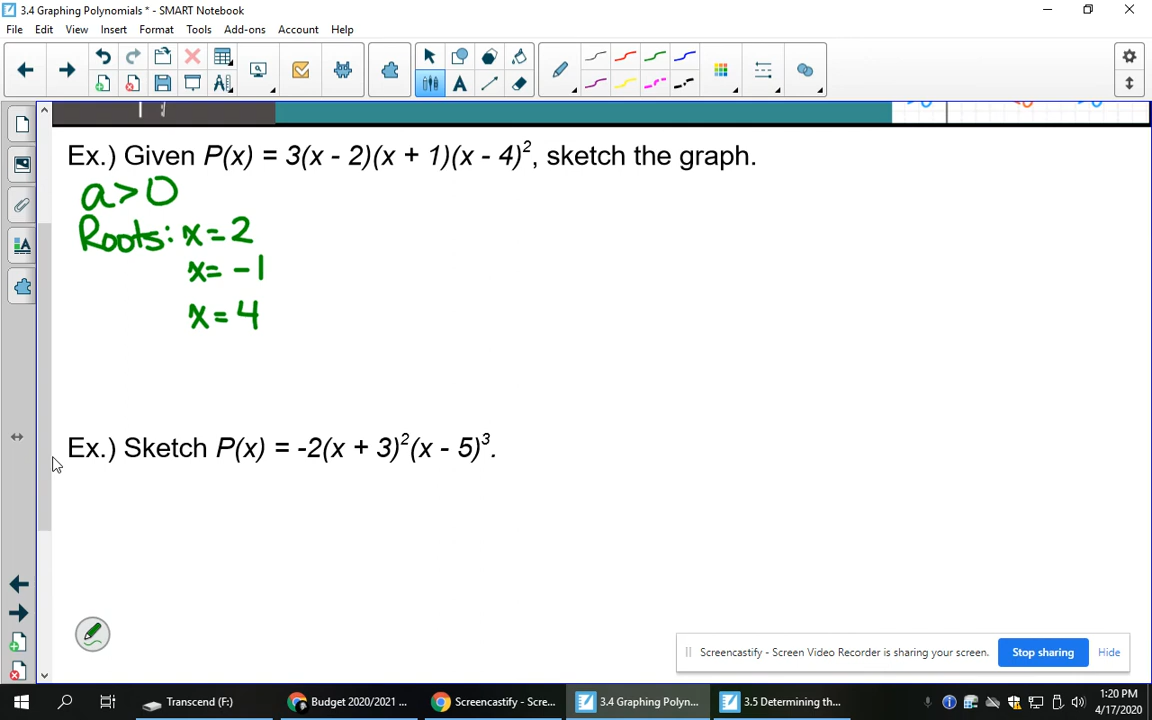 3.4 Graphing Polynomials * - SMART Notebook
File Edit View Insert Format Tools Add-ons Account Help
Ex.) Given P(x) = 3(x - 2)(x + 1)(x - 4)², sketch the graph.
a>0
Roots: x=2
x= -1
x=4
Ex.) Sketch P(x) = -2(x + 3)²(x - 5)³.
Screencastify - Screen Video Recorder is sharing your screen. Stop sharing Hide
Transcend (F:) Budget 2020/2021 ... Screencastify - Scre... 3.4 Graphing Polyno... 3.5 Determining th...
1:20 PM
4/17/2020